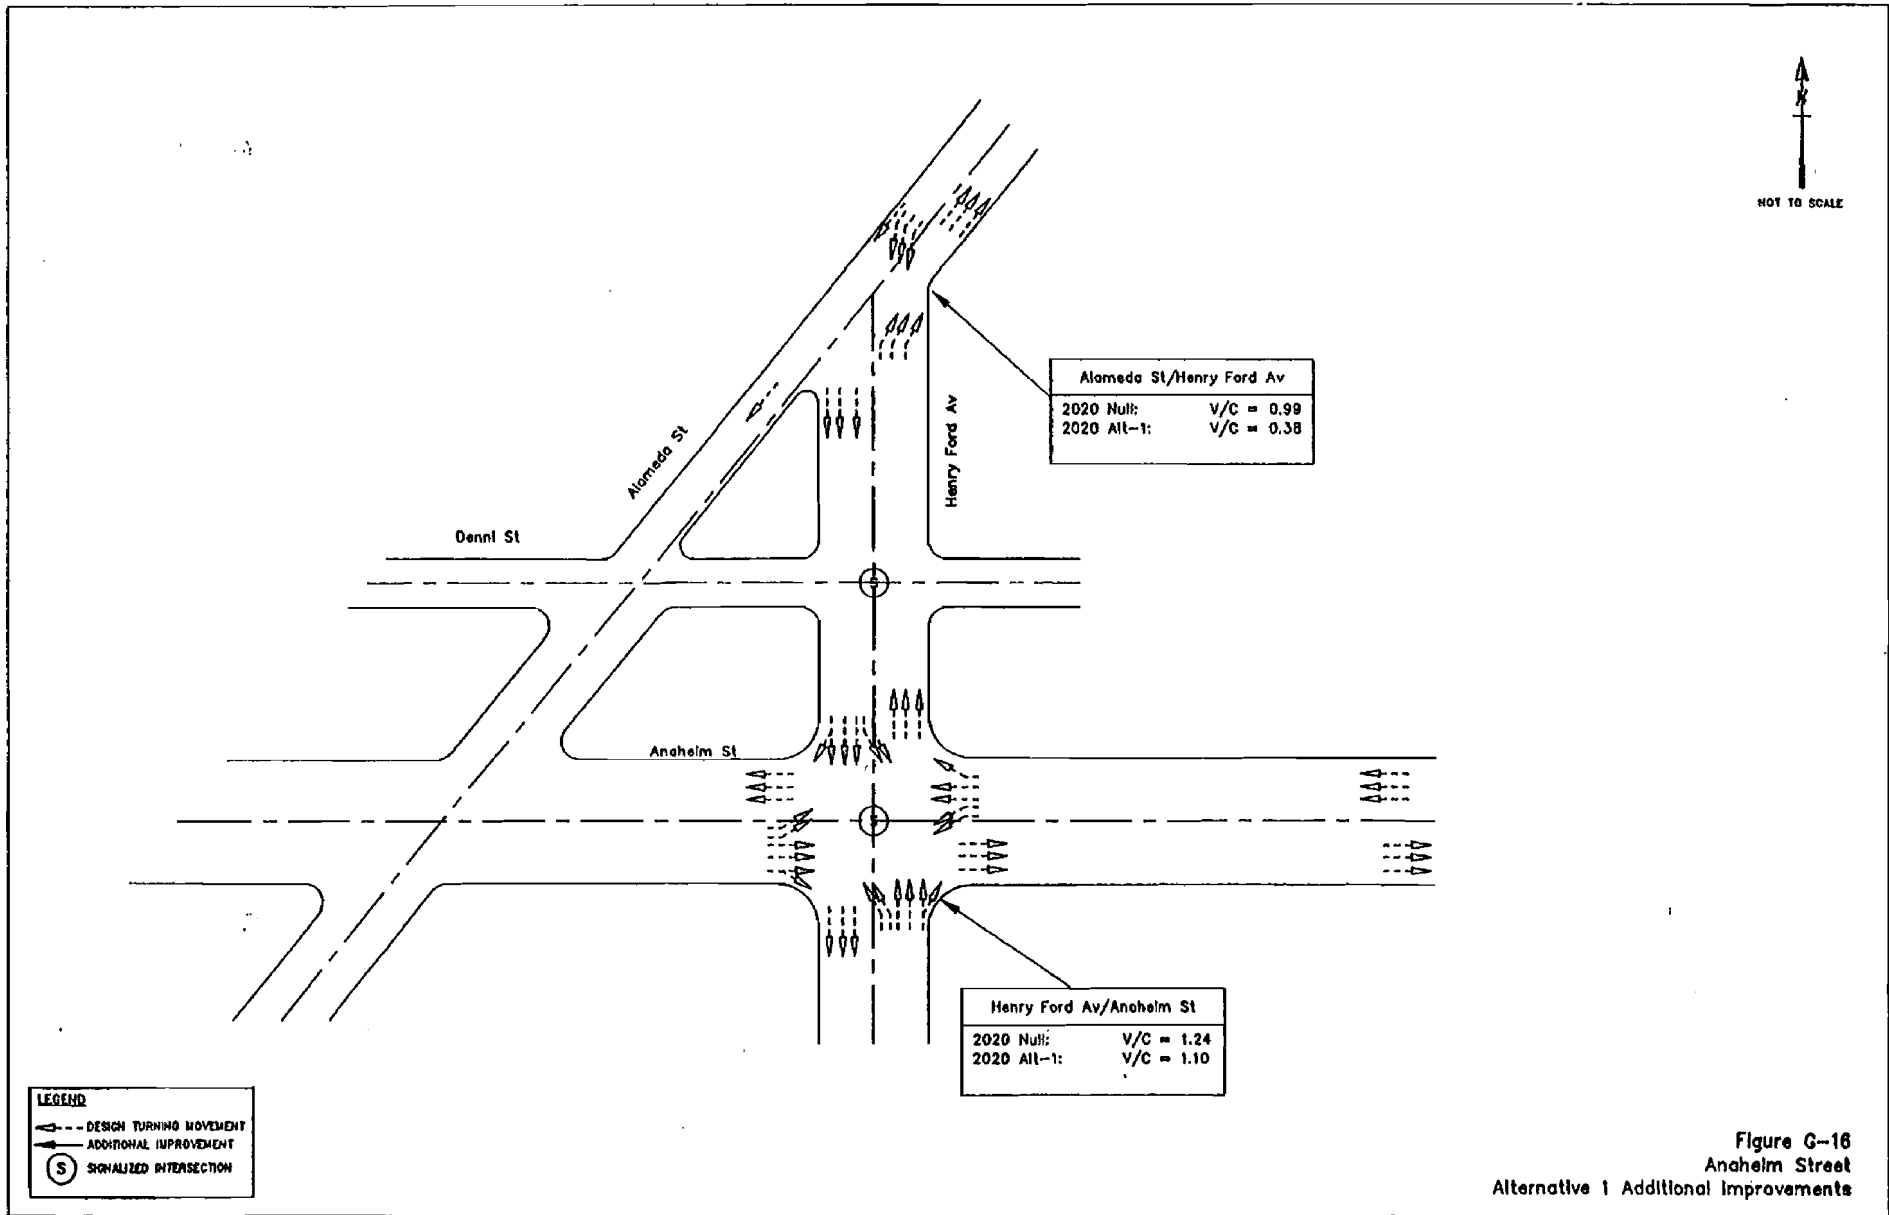 N
NOT TO SCALE
Alameda St/Henry Ford Av
2020 Null: V/C = 0.99
2020 Alt-1: V/C = 0.38
Henry Ford Av
Alameda St
Denni St
S
Anaheim St
S
Henry Ford Av/Anaheim St
2020 Null: V/C = 1.24
2020 Alt-1: V/C = 1.10
LEGEND
DESIGN TURNING MOVEMENT
ADDITIONAL IMPROVEMENT
S SIGNALIZED INTERSECTION
Figure G-16
Anaheim Street
Alternative 1 Additional Improvements